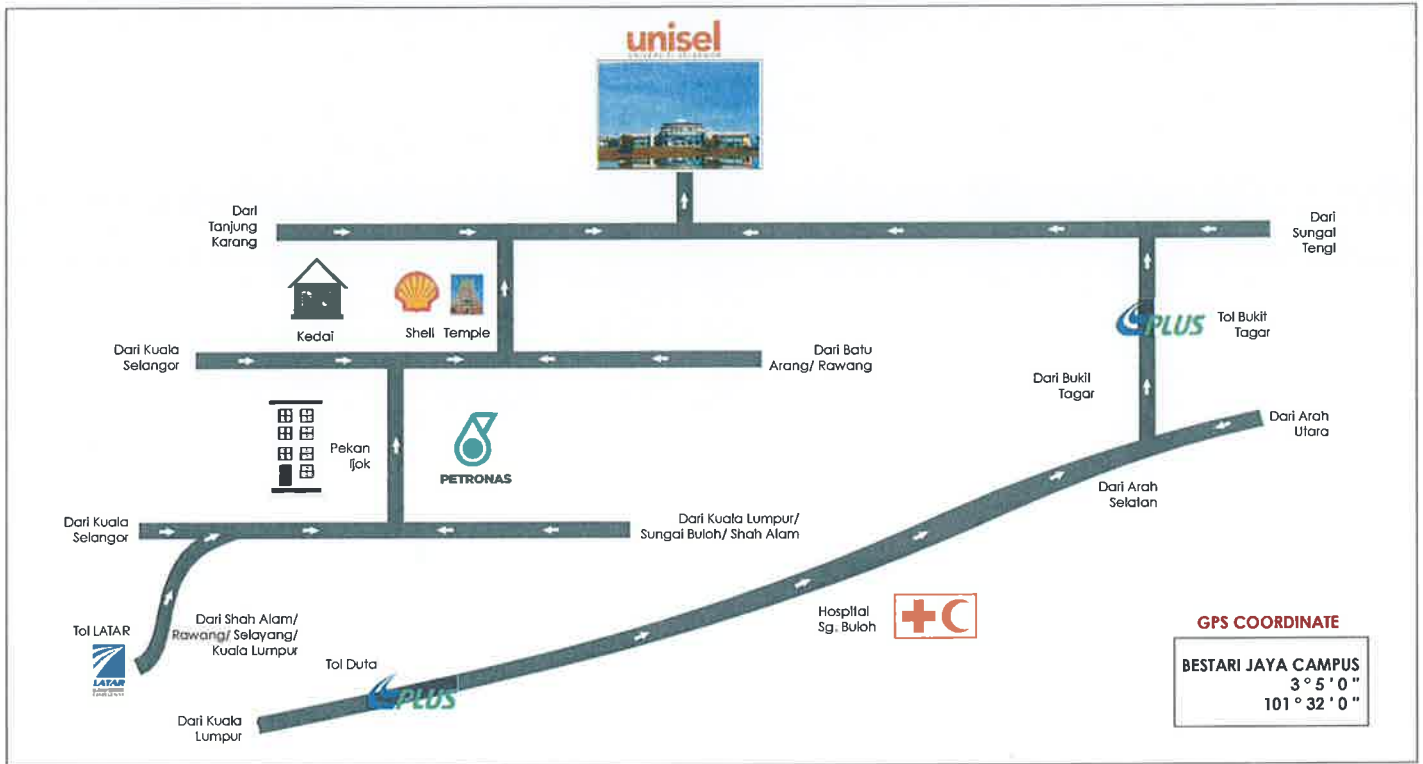 unisel
Dari
Tanjung
Karang
Dari
Sungai
Tengi
Kedai
Shell Temple
PLUS
Tol Bukit
Tagar
Dari Kuala
Selangor
Dari Batu
Arang/ Rawang
Dari Bukit
Tagar
Dari Arah
Utara
Pekan
Ijok
PETRONAS
Dari Arah
Selatan
Dari Kuala
Selangor
Dari Kuala Lumpur/
Sungai Buloh/ Shah Alam
Dari Shah Alam/
Rawang/ Selayang/
Kuala Lumpur
Tol LATAR
LATAR
Hospital
Sg. Buloh
Tol Duta
PLUS
Dari Kuala
Lumpur
GPS COORDINATE
BESTARI JAYA CAMPUS
3 ° 5 ' 0 "
101 ° 32 ' 0 "